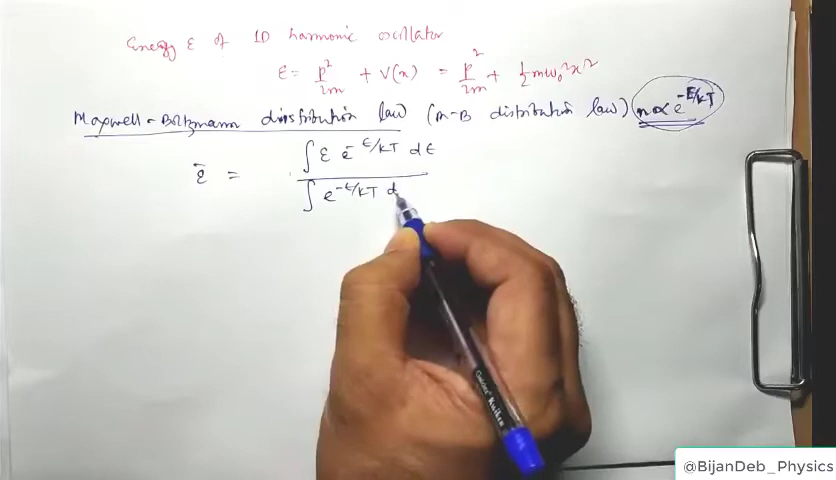 Energy ε of 1D harmonic oscillator
ε = p²/2m + V(x) = p²/2m + ½mω₀²x²
Maxwell-Boltzmann distribution law (M-B distribution law) n ∝ e^-E/kT
ε̄ = ∫ ε e^-ε/kT dε / ∫ e^-ε/kT d
@BijanDeb_Physics